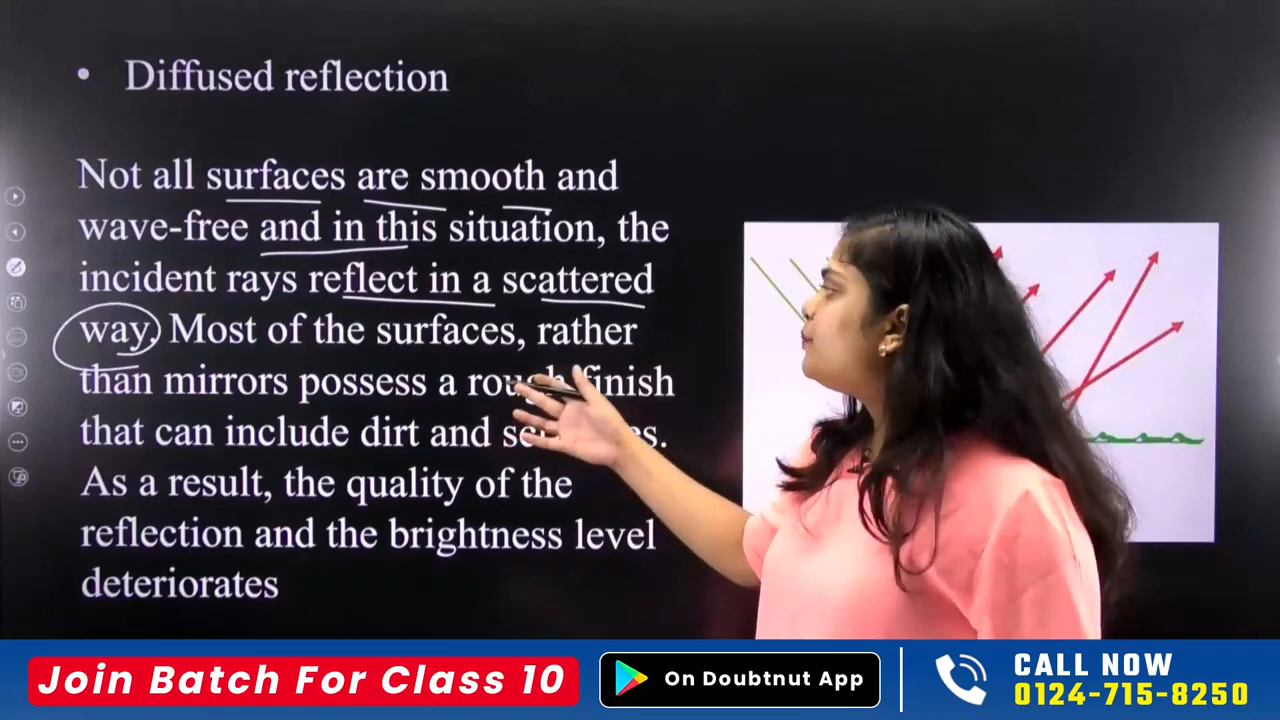 • Diffused reflection
Not all surfaces are smooth and
wave-free and in this situation, the
incident rays reflect in a scattered
way. Most of the surfaces, rather
than mirrors possess a rough finish
that can include dirt and
As a result, the quality of the
reflection and the brightness level
deteriorates
Join Batch For Class 10
On Doubtnut App
CALL NOW
0124-715-8250